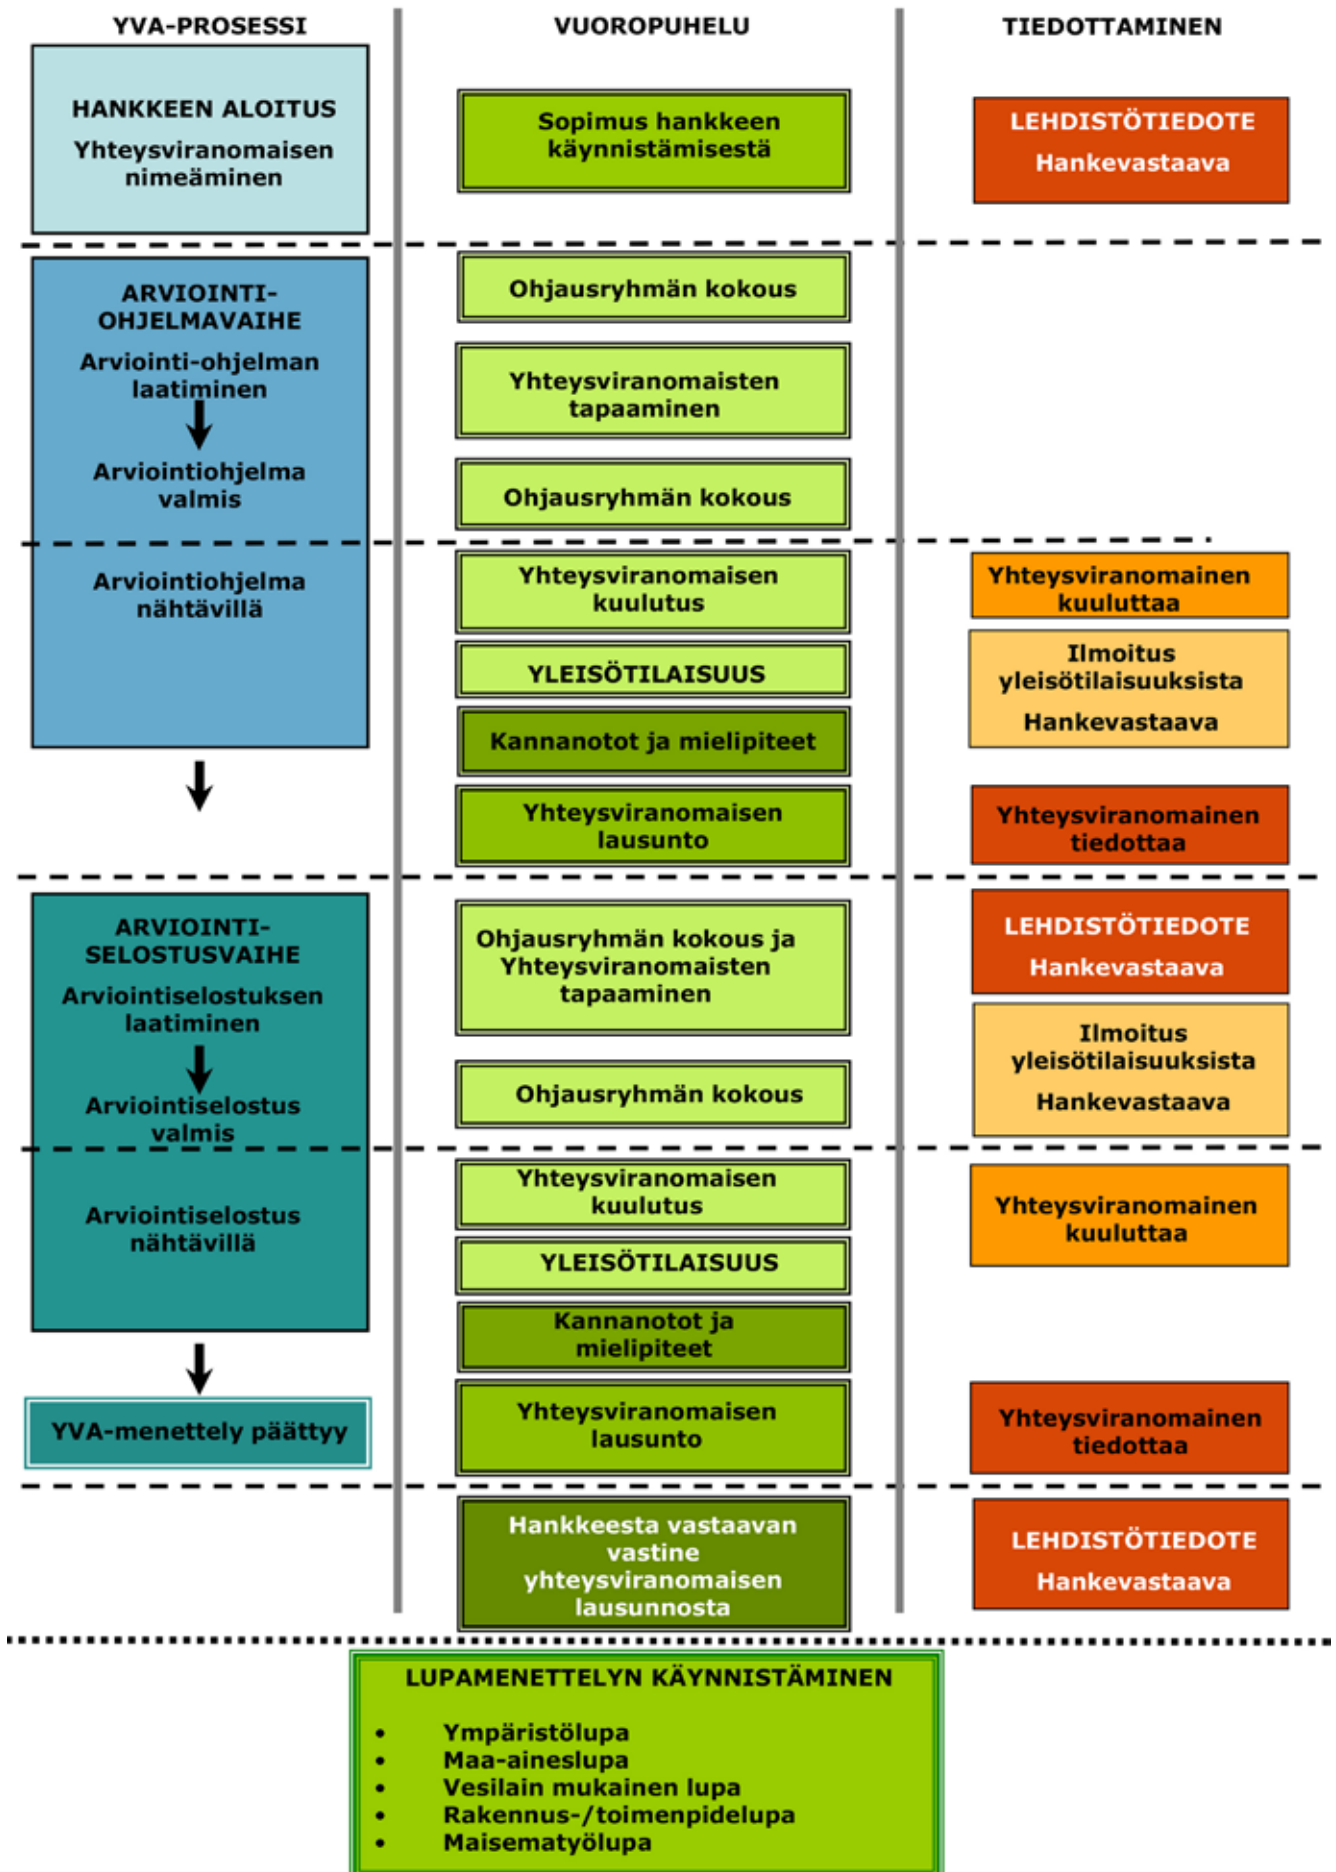 YVA-PROSESSI
VUOROPUHELU
TIEDOTTAMINEN
HANKKEEN ALOITUS
Yhteysviranomaisen
nimeäminen
Sopimus hankkeen
käynnistämisestä
LEHDISTÖTIEDOTE
Hankevastaava
ARVIOINTI-
OHJELMAVAIHE
Arviointi-ohjelman
laatiminen
Arviointiohjelma
valmis
Ohjausryhmän kokous
Yhteysviranomaisten
tapaaminen
Ohjausryhmän kokous
Arviointiohjelma
nähtävillä
Yhteysviranomaisen
kuulutus
YLEISÖTILAISUUS
Kannanotot ja mielipiteet
Yhteysviranomaisen
lausunto
Yhteysviranomainen
kuuluttaa
Ilmoitus
yleisötilaisuuksista
Hankevastaava
Yhteysviranomainen
tiedottaa
ARVIOINTI-
SELOSTUSVAIHE
Arviointiselostuksen
laatiminen
Arviointiselostus
valmis
Ohjausryhmän kokous ja
Yhteysviranomaisten
tapaaminen
Ohjausryhmän kokous
LEHDISTÖTIEDOTE
Hankevastaava
Ilmoitus
yleisötilaisuuksista
Hankevastaava
Arviointiselostus
nähtävillä
YVA-menettely päättyy
Yhteysviranomaisen
kuulutus
YLEISÖTILAISUUS
Kannanotot ja
mielipiteet
Yhteysviranomaisen
lausunto
Yhteysviranomainen
kuuluttaa
Yhteysviranomainen
tiedottaa
Hankkeesta vastaavan
vastine
yhteysviranomaisen
lausunnosta
LEHDISTÖTIEDOTE
Hankevastaava
LUPAMENETTELYN KÄYNNISTÄMINEN
• Ympäristölupa
• Maa-aineslupa
• Vesilain mukainen lupa
• Rakennus-/toimenpidelupa
• Maisematyölupa